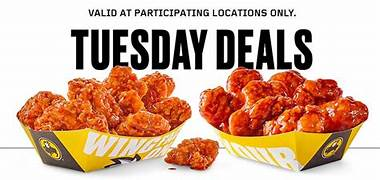 VALID AT PARTICIPATING LOCATIONS ONLY.
TUESDAY DEALS